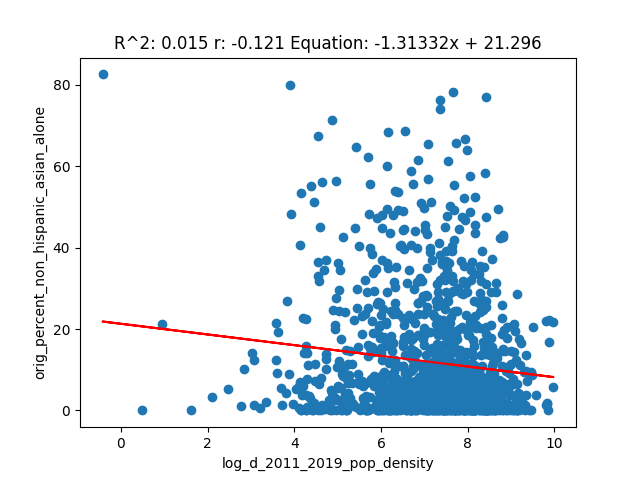 R^2: 0.015 r: -0.121 Equation: -1.31332x + 21.296
orig_percent_non_hispanic_asian_alone
80
60
40
20
0
0 2 4 6 8 10
log_d_2011_2019_pop_density